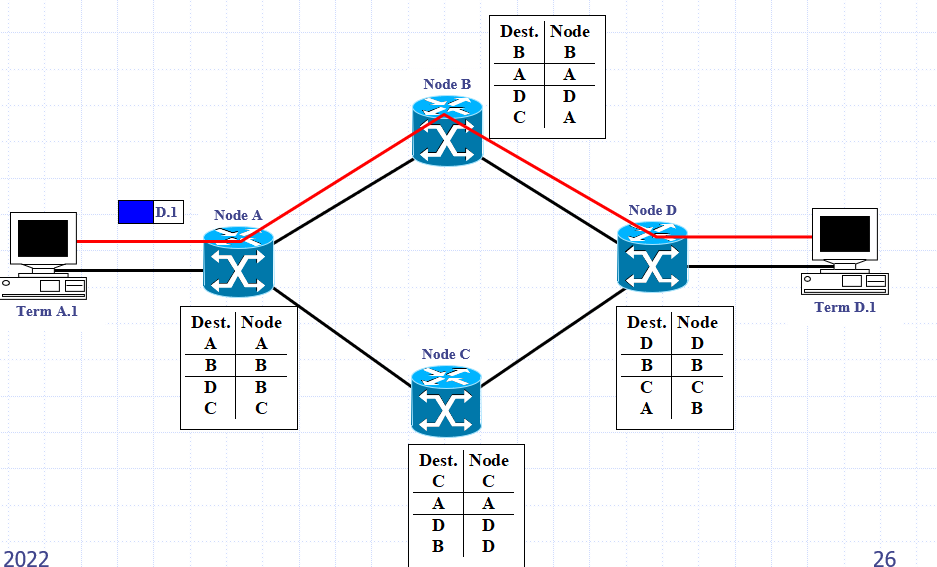 Dest. Node
B B
A A
D D
C A
Node B
D.1
Node A
Node D
Term A.1
Term D.1
Dest. Node
A A
B B
D B
C C
Dest. Node
D D
B B
C C
A B
Node C
Dest. Node
C C
A A
D D
B D
2022
26